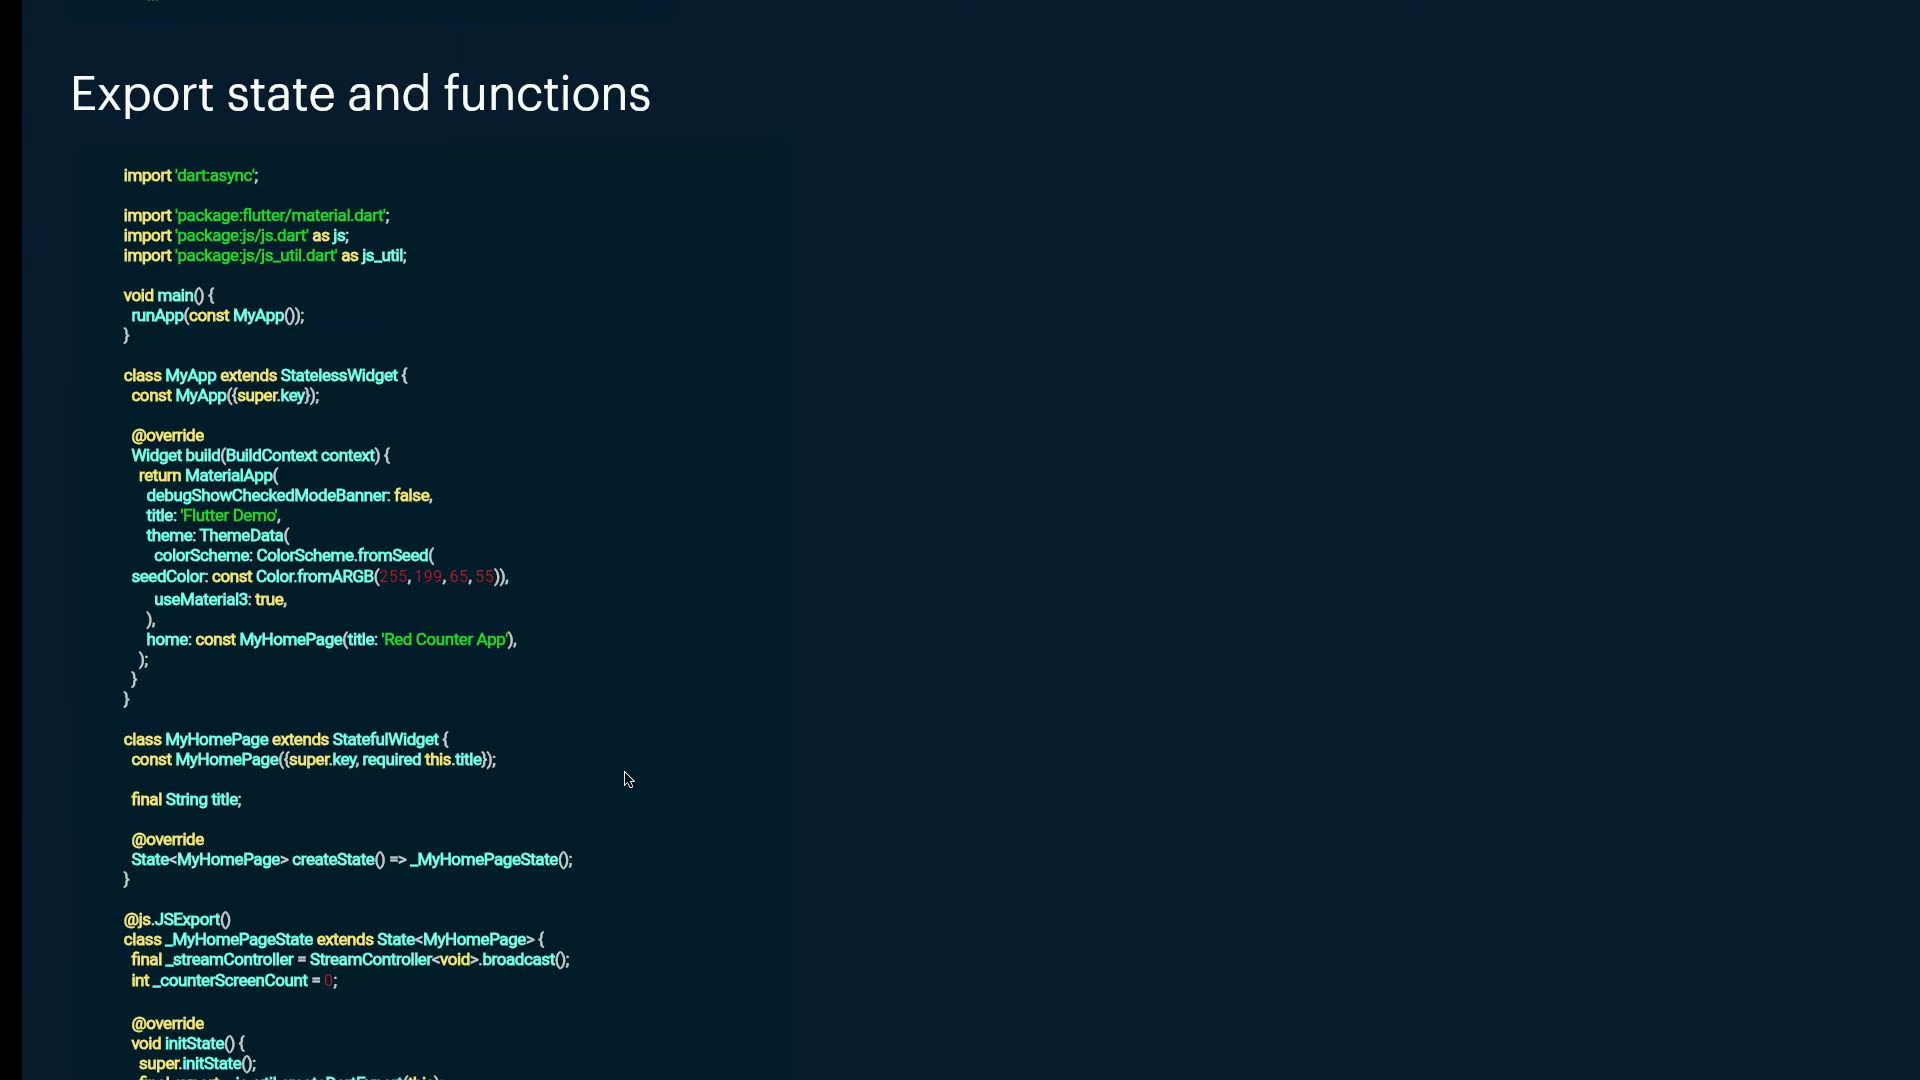 Export state and functions
import 'dart:async';
import 'package:flutter/material.dart';
import 'package:js/js.dart' as js;
import 'package:js/js_util.dart' as js_util;
void main() {
runApp(const MyApp());
}
class MyApp extends StatelessWidget {
const MyApp({super.key});
@override
Widget build(BuildContext context) {
return MaterialApp(
debugShowCheckedModeBanner: false,
title: 'Flutter Demo',
theme: ThemeData(
colorScheme: ColorScheme.fromSeed(
seedColor: const Color.fromARGB(255, 199, 65, 55)),
useMaterial3: true,
),
home: const MyHomePage(title: 'Red Counter App'),
);
}
}
class MyHomePage extends StatefulWidget {
const MyHomePage({super.key, required this.title});
final String title;
@override
State<MyHomePage> createState() => _MyHomePageState();
}
@js.JSExport()
class _MyHomePageState extends State<MyHomePage> {
final _streamController = StreamController<void>.broadcast();
int _counterScreenCount = 0;
@override
void initState() {
super.initState();